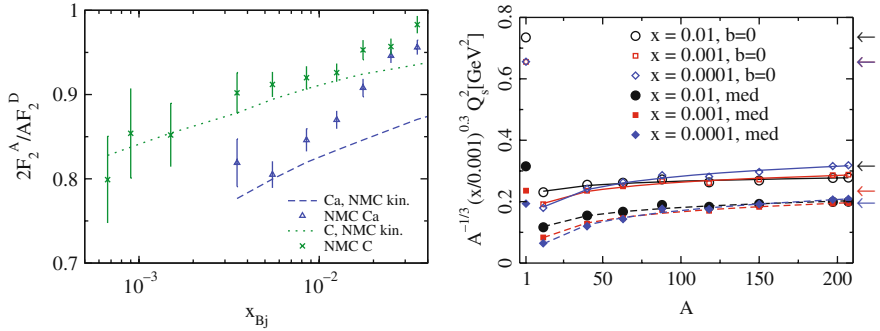 2F₂ᴬ/AF₂ᴰ
1
0.9
0.8
0.7
10⁻³
10⁻²
x_Bj
Ca, NMC kin.
NMC Ca
C, NMC kin.
NMC C
A⁻¹/³ (x/0.001)⁰·³ Q²ₛ[GeV²]
0.8
0.6
0.4
0.2
0
x = 0.01, b=0
x = 0.001, b=0
x = 0.0001, b=0
x = 0.01, med
x = 0.001, med
x = 0.0001, med
1
50
100
150
200
A